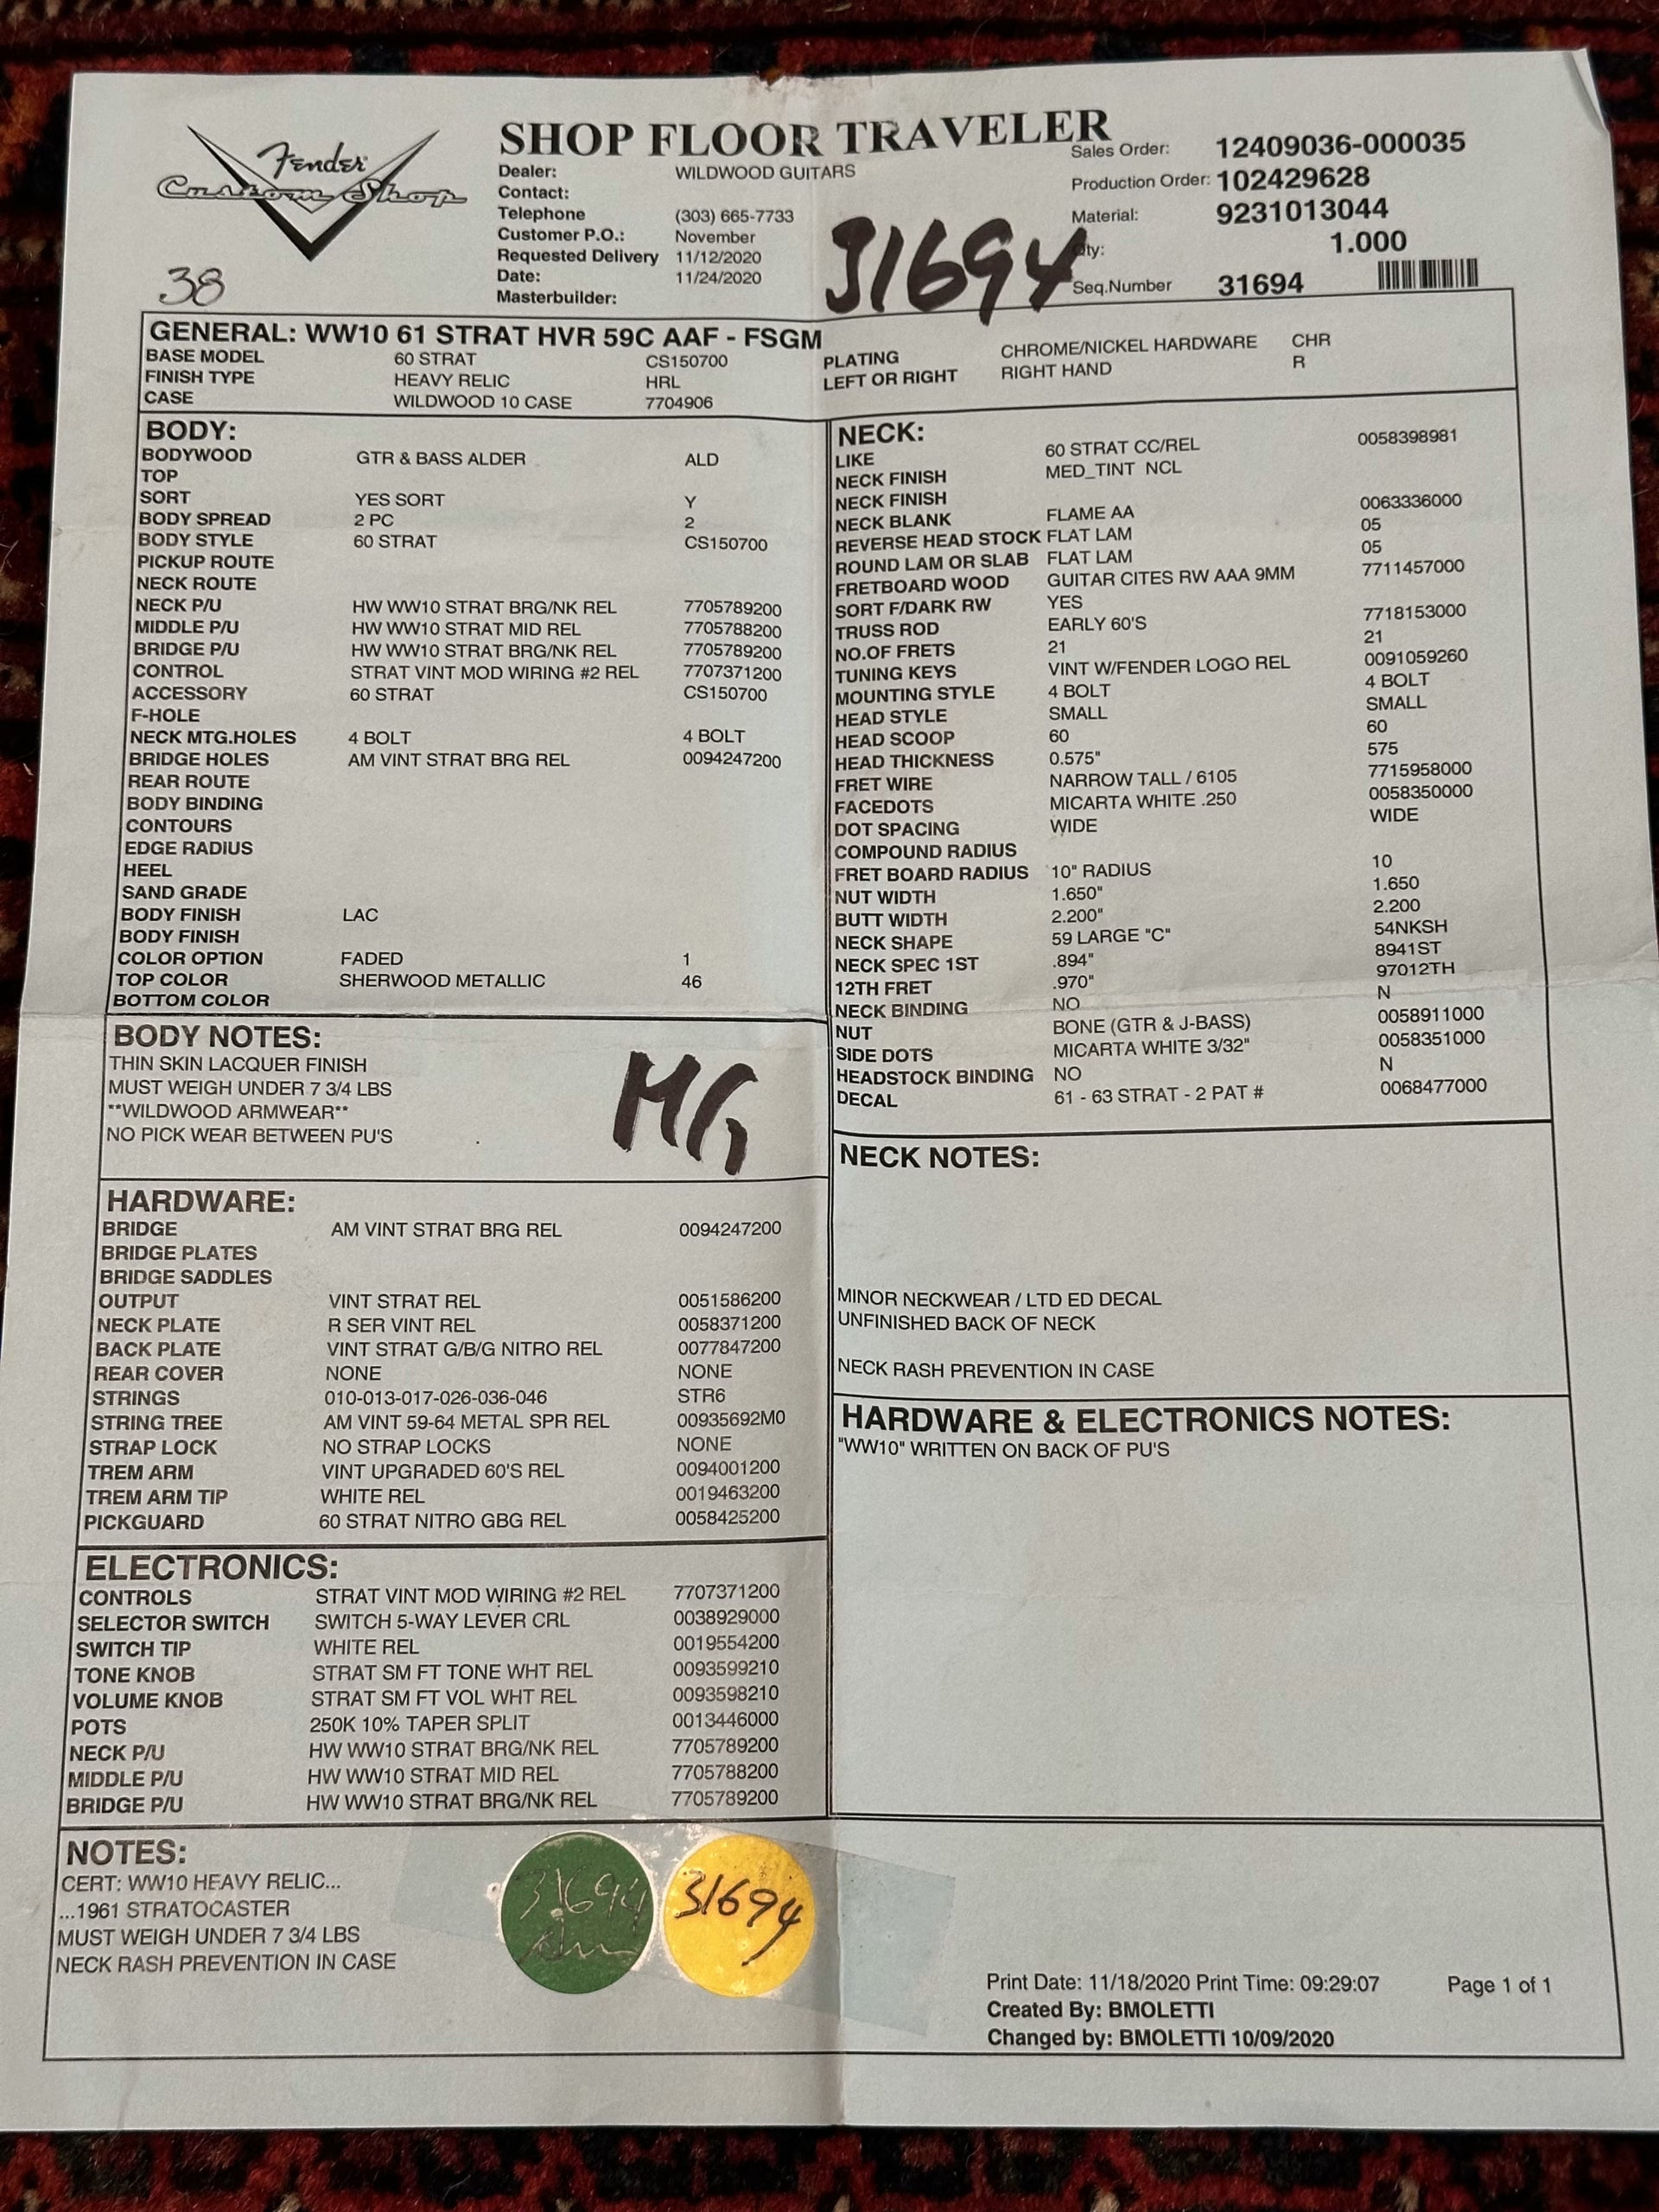 Fender
Custom Shop
SHOP FLOOR TRAVELER
Dealer: WILDWOOD GUITARS
Contact:
Telephone (303) 665-7733
Customer P.O.: November
Requested Delivery 11/12/2020
Date: 11/24/2020
Masterbuilder:
Sales Order: 12409036-000035
Production Order: 102429628
Material: 9231013044
Qty: 1.000
Seq.Number 31694
31694
38
GENERAL: WW10 61 STRAT HVR 59C AAF - FSGM
BASE MODEL 60 STRAT CS150700
FINISH TYPE HEAVY RELIC HRL
CASE WILDWOOD 10 CASE 7704906
PLATING CHROME/NICKEL HARDWARE CHR
LEFT OR RIGHT RIGHT HAND R
BODY:
BODYWOOD GTR & BASS ALDER ALD
TOP
SORT YES SORT Y
BODY SPREAD 2 PC 2
BODY STYLE 60 STRAT CS150700
PICKUP ROUTE
NECK ROUTE
NECK P/U HW WW10 STRAT BRG/NK REL 7705789200
MIDDLE P/U HW WW10 STRAT MID REL 7705788200
BRIDGE P/U HW WW10 STRAT BRG/NK REL 7705789200
CONTROL STRAT VINT MOD WIRING #2 REL 7707371200
ACCESSORY 60 STRAT CS150700
F-HOLE
NECK MTG.HOLES 4 BOLT 4 BOLT
BRIDGE HOLES AM VINT STRAT BRG REL 0094247200
REAR ROUTE
BODY BINDING
CONTOURS
EDGE RADIUS
HEEL
SAND GRADE
BODY FINISH LAC
BODY FINISH
COLOR OPTION FADED 1
TOP COLOR SHERWOOD METALLIC 46
BOTTOM COLOR
BODY NOTES:
THIN SKIN LACQUER FINISH
MUST WEIGH UNDER 7 3/4 LBS
**WILDWOOD ARMWEAR**
NO PICK WEAR BETWEEN PU'S
HARDWARE:
BRIDGE AM VINT STRAT BRG REL 0094247200
BRIDGE PLATES
BRIDGE SADDLES
OUTPUT VINT STRAT REL 0051586200
NECK PLATE R SER VINT REL 0058371200
BACK PLATE VINT STRAT G/B/G NITRO REL 0077847200
REAR COVER NONE NONE
STRINGS 010-013-017-026-036-046 STR6
STRING TREE AM VINT 59-64 METAL SPR REL 00935692M0
STRAP LOCK NO STRAP LOCKS NONE
TREM ARM VINT UPGRADED 60'S REL 0094001200
TREM ARM TIP WHITE REL 0019463200
PICKGUARD 60 STRAT NITRO GBG REL 0058425200
ELECTRONICS:
CONTROLS STRAT VINT MOD WIRING #2 REL 7707371200
SELECTOR SWITCH SWITCH 5-WAY LEVER CRL 0038929000
SWITCH TIP WHITE REL 0019554200
TONE KNOB STRAT SM FT TONE WHT REL 0093599210
VOLUME KNOB STRAT SM FT VOL WHT REL 0093598210
POTS 250K 10% TAPER SPLIT 0013446000
NECK P/U HW WW10 STRAT BRG/NK REL 7705789200
MIDDLE P/U HW WW10 STRAT MID REL 7705788200
BRIDGE P/U HW WW10 STRAT BRG/NK REL 7705789200
NECK:
LIKE 60 STRAT CC/REL 0058398981
NECK FINISH MED_TINT NCL
NECK FINISH
NECK BLANK FLAME AA 0063336000
REVERSE HEAD STOCK FLAT LAM 05
ROUND LAM OR SLAB FLAT LAM 05
FRETBOARD WOOD GUITAR CITES RW AAA 9MM 7711457000
SORT F/DARK RW YES
TRUSS ROD EARLY 60'S 7718153000
NO.OF FRETS 21 21
TUNING KEYS VINT W/FENDER LOGO REL 0091059260
MOUNTING STYLE 4 BOLT 4 BOLT
HEAD STYLE SMALL SMALL
HEAD SCOOP 60 60
HEAD THICKNESS 0.575" 575
FRET WIRE NARROW TALL / 6105 7715958000
FACEDOTS MICARTA WHITE .250 0058350000
DOT SPACING WIDE WIDE
COMPOUND RADIUS
FRET BOARD RADIUS 10" RADIUS 10
NUT WIDTH 1.650" 1.650
BUTT WIDTH 2.200" 2.200
NECK SHAPE 59 LARGE "C" 54NKSH
NECK SPEC 1ST .894" 8941ST
12TH FRET .970" 97012TH
NECK BINDING NO N
NUT BONE (GTR & J-BASS) 0058911000
SIDE DOTS MICARTA WHITE 3/32" 0058351000
HEADSTOCK BINDING NO N
DECAL 61 - 63 STRAT - 2 PAT # 0068477000
NECK NOTES:
MINOR NECKWEAR / LTD ED DECAL
UNFINISHED BACK OF NECK
NECK RASH PREVENTION IN CASE
HARDWARE & ELECTRONICS NOTES:
"WW10" WRITTEN ON BACK OF PU'S
NOTES:
CERT: WW10 HEAVY RELIC...
...1961 STRATOCASTER
MUST WEIGH UNDER 7 3/4 LBS
NECK RASH PREVENTION IN CASE
31694
31694
Print Date: 11/18/2020 Print Time: 09:29:07 Page 1 of 1
Created By: BMOLETTI
Changed by: BMOLETTI 10/09/2020